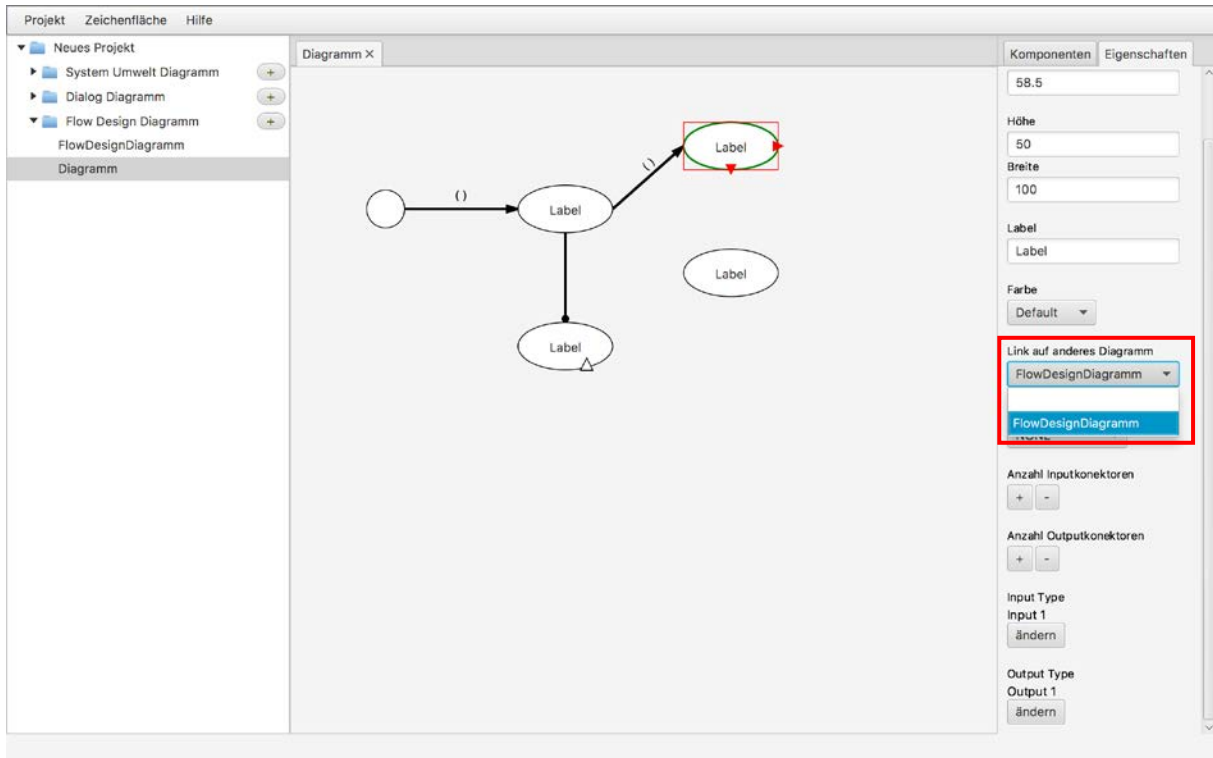 Projekt Zeichenfläche Hilfe
Neues Projekt
System Umwelt Diagramm +
Dialog Diagramm +
Flow Design Diagramm +
FlowDesignDiagramm
Diagramm
Diagramm ×
( )
Label
( )
Label
Label
Label
Komponenten Eigenschaften
58.5
Höhe
50
Breite
100
Label
Label
Farbe
Default
Link auf anderes Diagramm
FlowDesignDiagramm
FlowDesignDiagramm
NONE
Anzahl Inputkonektoren
+ -
Anzahl Outputkonektoren
+ -
Input Type
Input 1
ändern
Output Type
Output 1
ändern